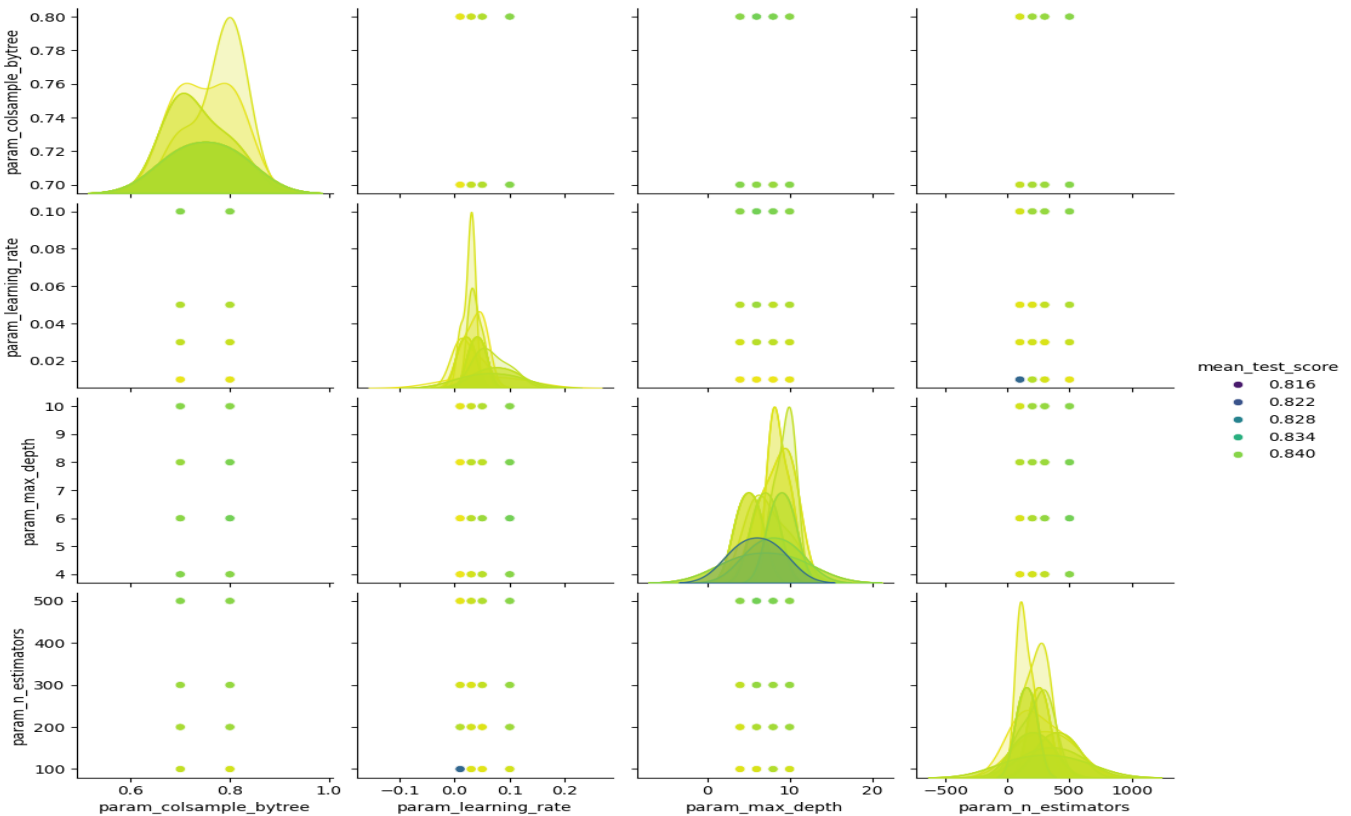 param_colsample_bytree
0.80
0.78
0.76
0.74
0.72
0.70
param_learning_rate
0.10
0.08
0.06
0.04
0.02
param_max_depth
10
9
8
7
6
5
4
param_n_estimators
500
400
300
200
100
0.6 0.8 1.0
−0.1 0.0 0.1 0.2
0 10 20
−500 0 500 1000
param_colsample_bytree
param_learning_rate
param_max_depth
param_n_estimators
mean_test_score
0.816
0.822
0.828
0.834
0.840